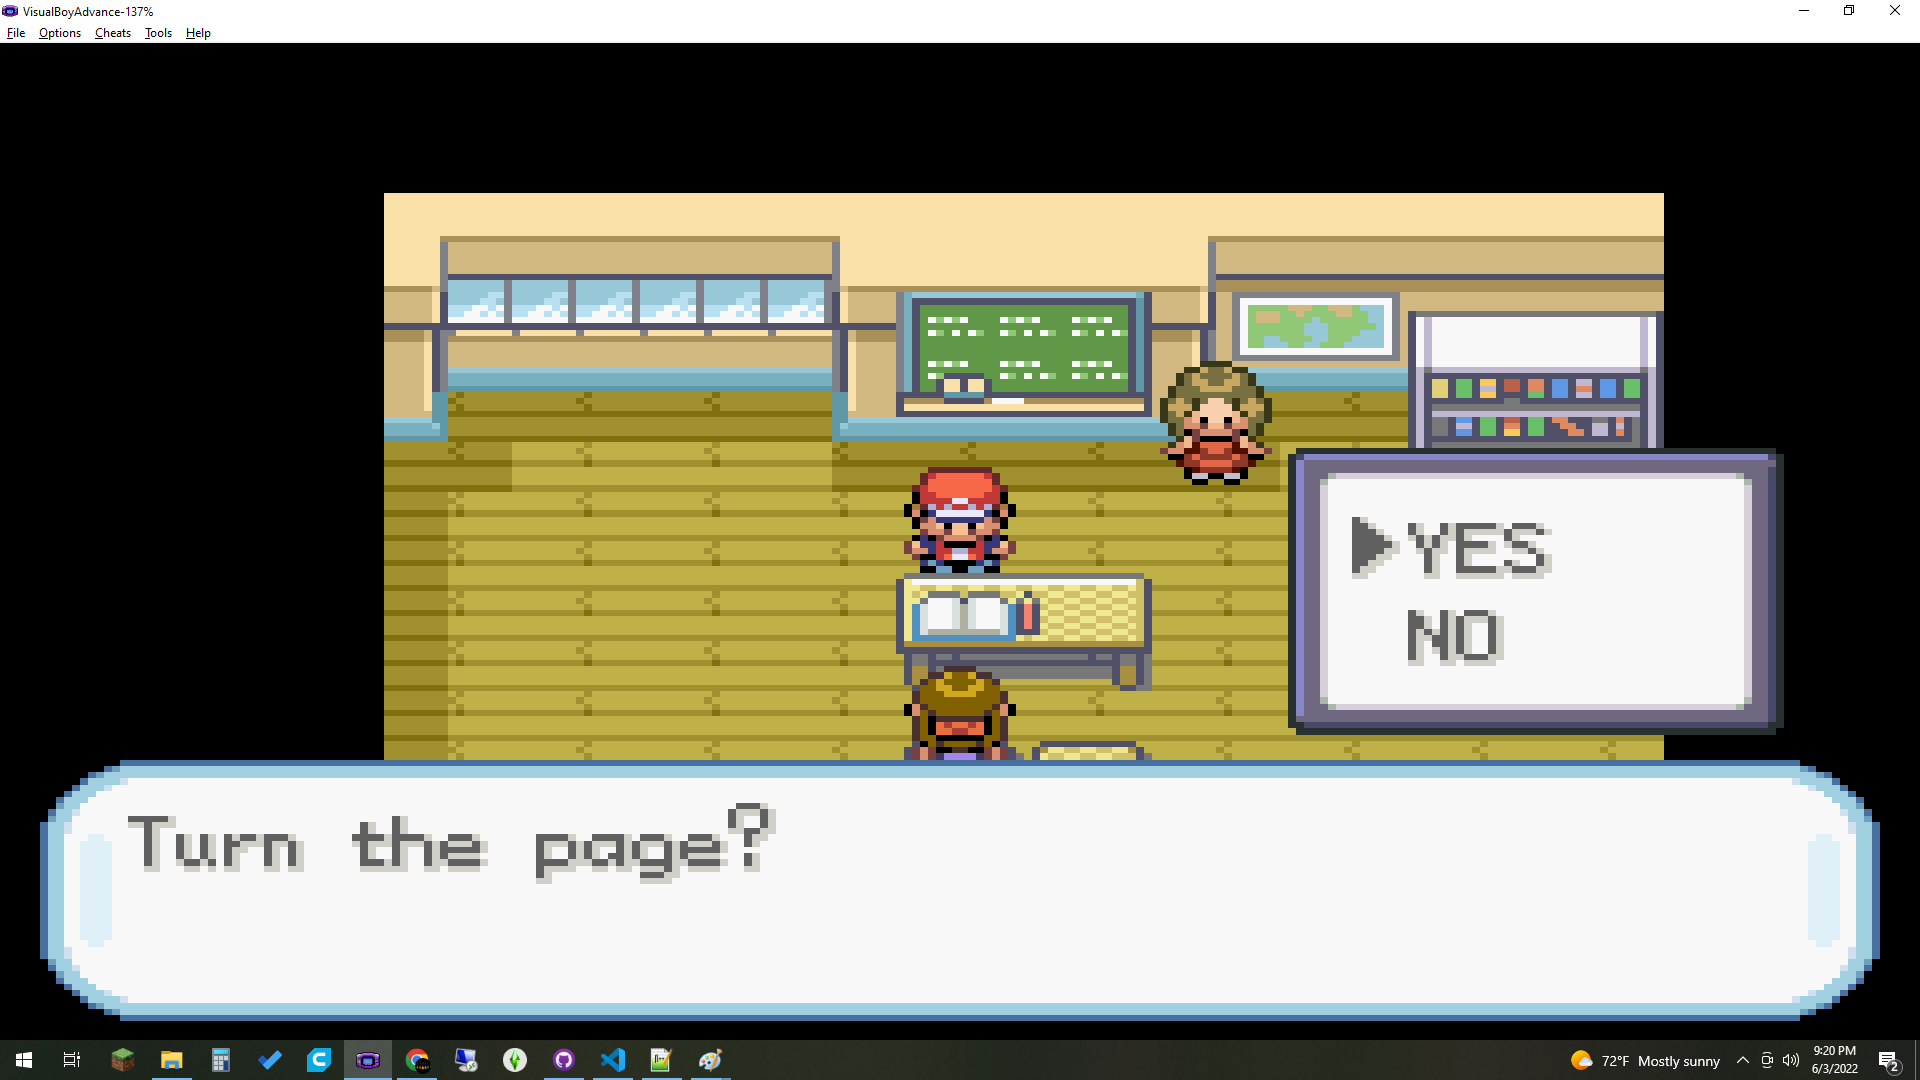 VisualBoyAdvance-137%
File Options Cheats Tools Help
YES
NO
Turn the page?
72°F Mostly sunny
9:20 PM
6/3/2022
2